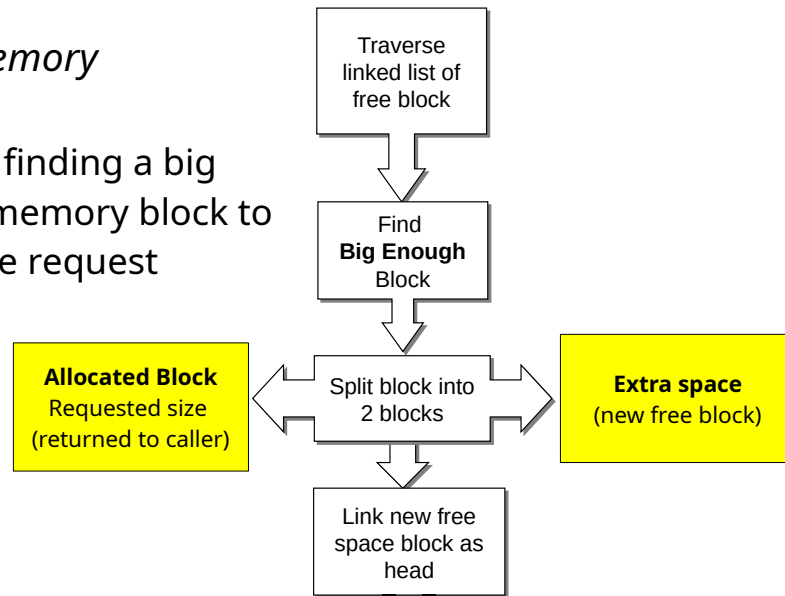 emory
finding a big
memory block to
e request
Traverse
linked list of
free block
Find
Big Enough
Block
Allocated Block
Requested size
(returned to caller)
Split block into
2 blocks
Extra space
(new free block)
Link new free
space block as
head